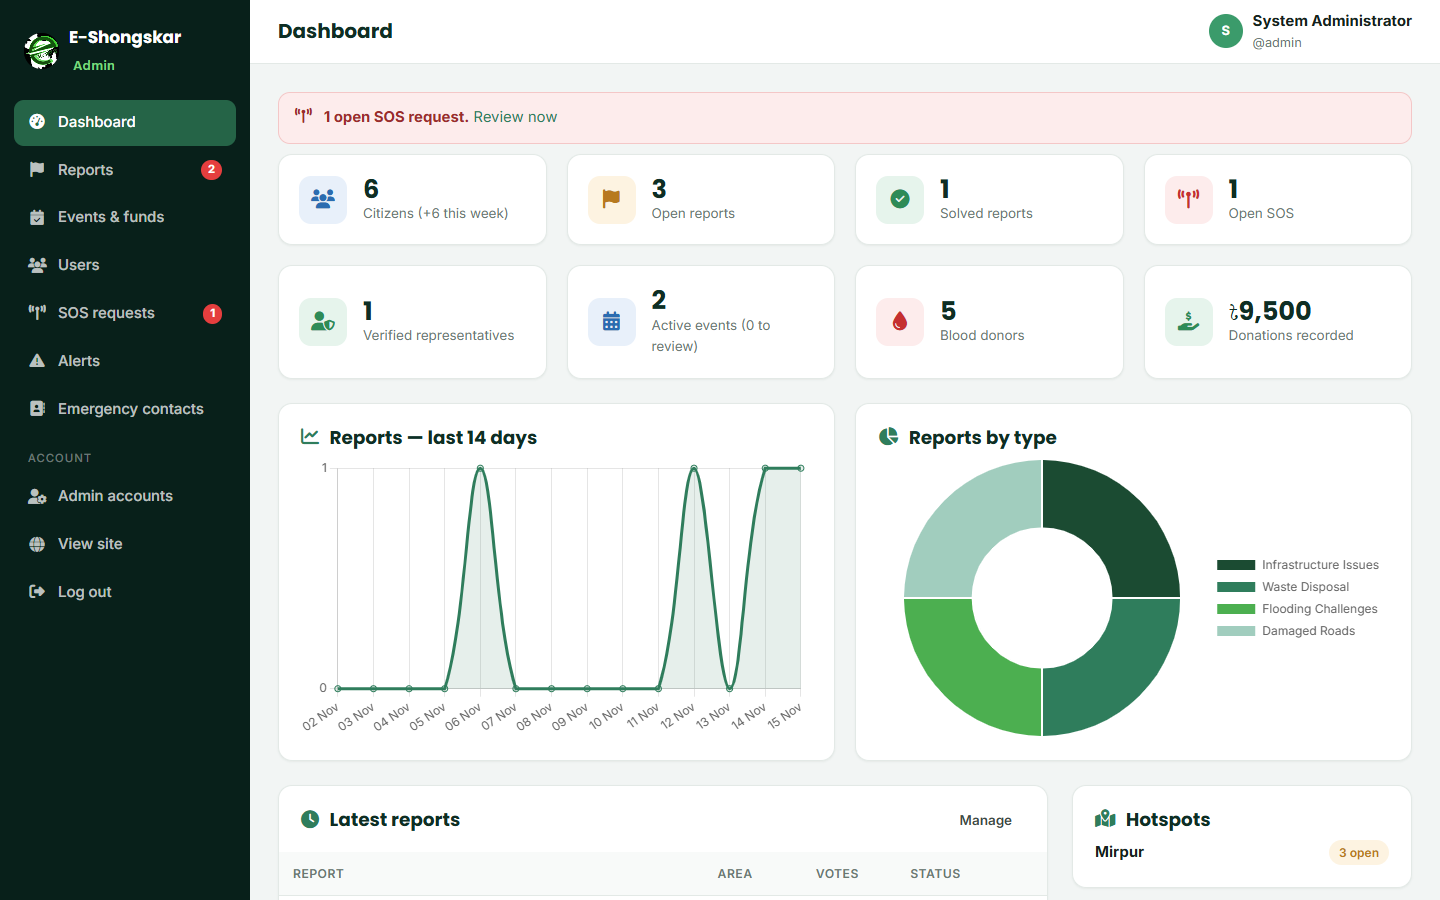 E-Shongskar
Admin
Dashboard
Reports
2
Events & funds
Users
SOS requests
1
Alerts
Emergency contacts
ACCOUNT
Admin accounts
View site
Log out
Dashboard
S
System Administrator
@admin
1 open SOS request. Review now
6
Citizens (+6 this week)
3
Open reports
1
Solved reports
1
Open SOS
1
Verified representatives
2
Active events (0 to
review)
5
Blood donors
৳9,500
Donations recorded
Reports — last 14 days
1
0
02 Nov
03 Nov
04 Nov
05 Nov
06 Nov
07 Nov
08 Nov
09 Nov
10 Nov
11 Nov
12 Nov
13 Nov
14 Nov
15 Nov
Reports by type
Infrastructure Issues
Waste Disposal
Flooding Challenges
Damaged Roads
Latest reports
Manage
REPORT AREA VOTES STATUS
Hotspots
Mirpur
3 open